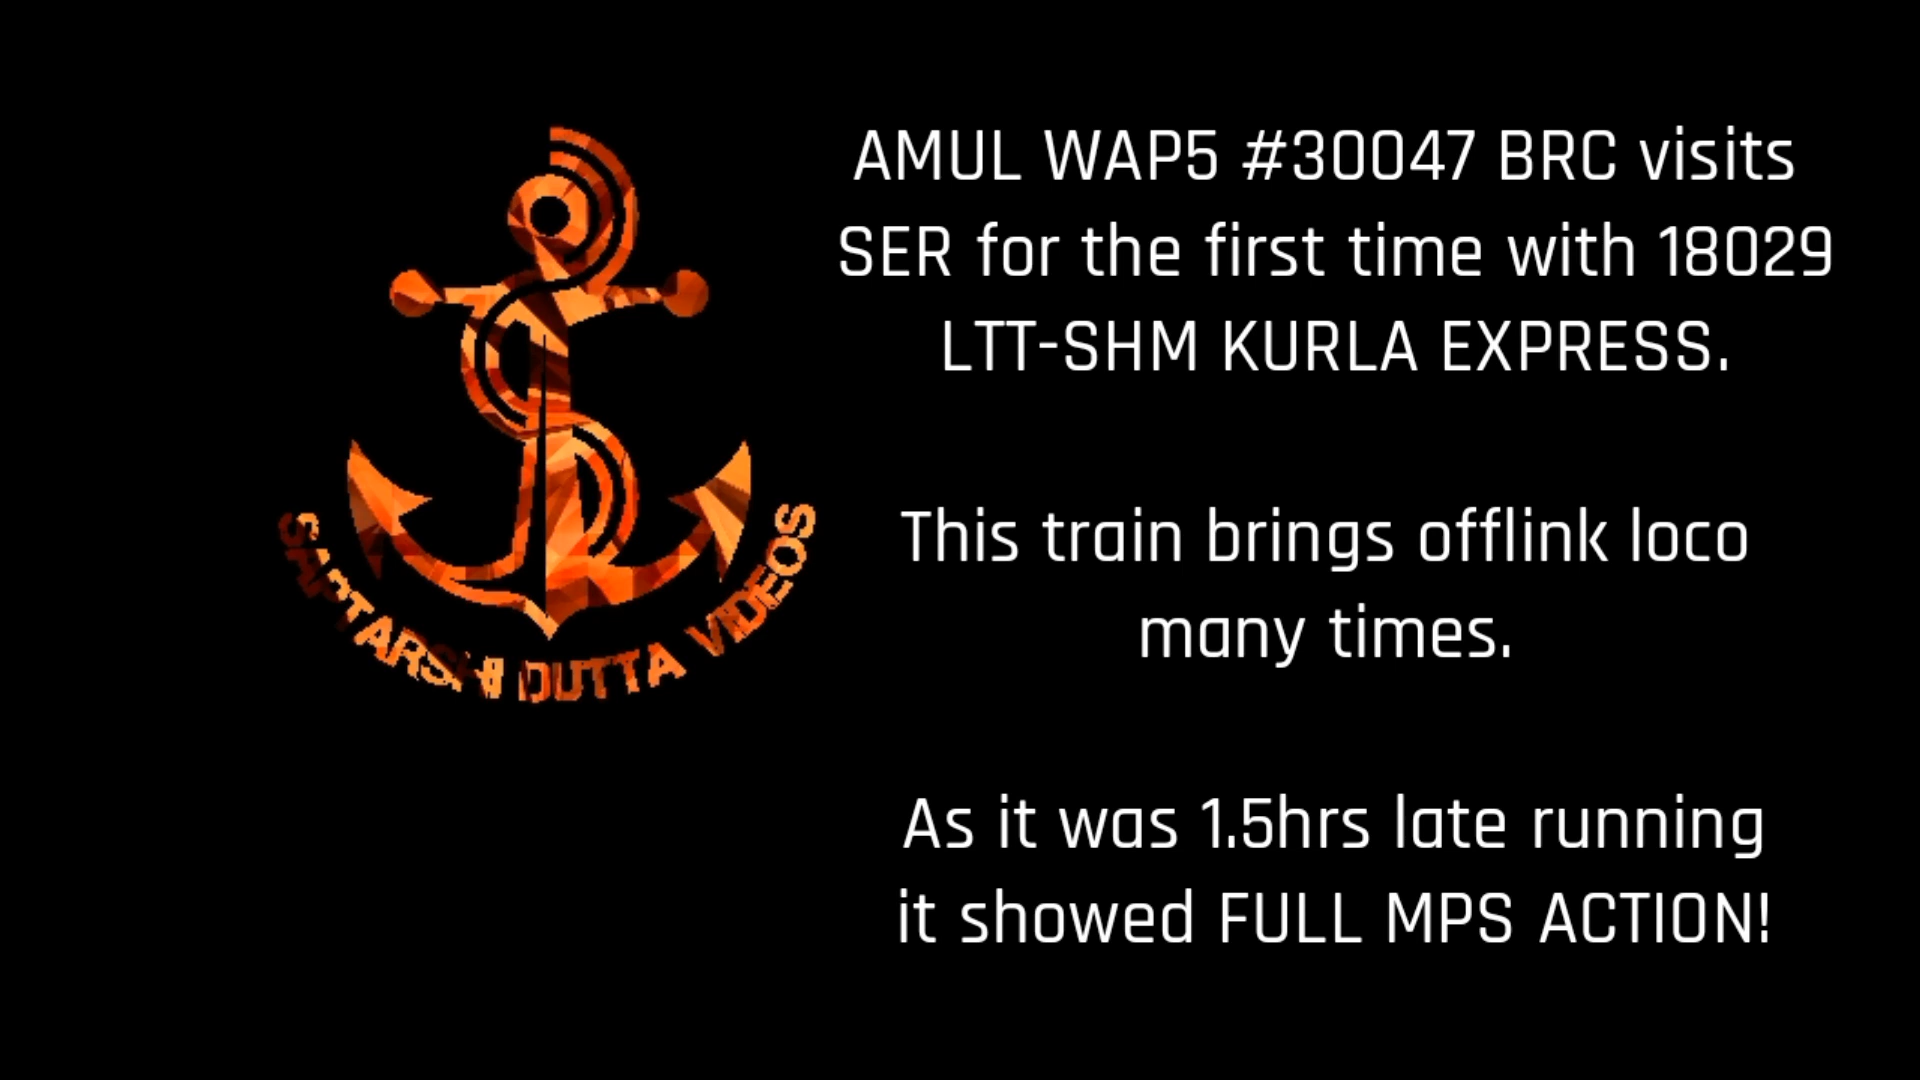 AMUL WAP5 #30047 BRC visits
SER for the first time with 18029
LTT-SHM KURLA EXPRESS.
This train brings offlink loco
many times.
As it was 1.5hrs late running
it showed FULL MPS ACTION!
SAPTARSHI DUTTA VIDEOS